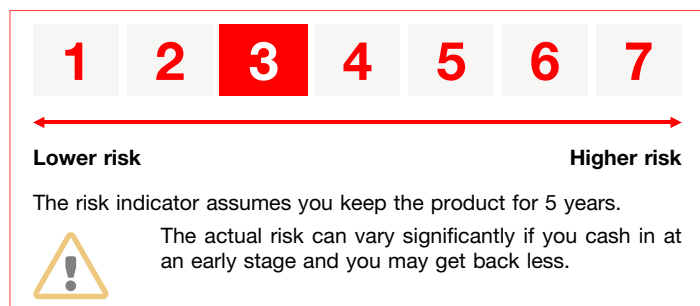 1 2 3 4 5 6 7
Lower risk Higher risk
The risk indicator assumes you keep the product for 5 years.
The actual risk can vary significantly if you cash in at
an early stage and you may get back less.